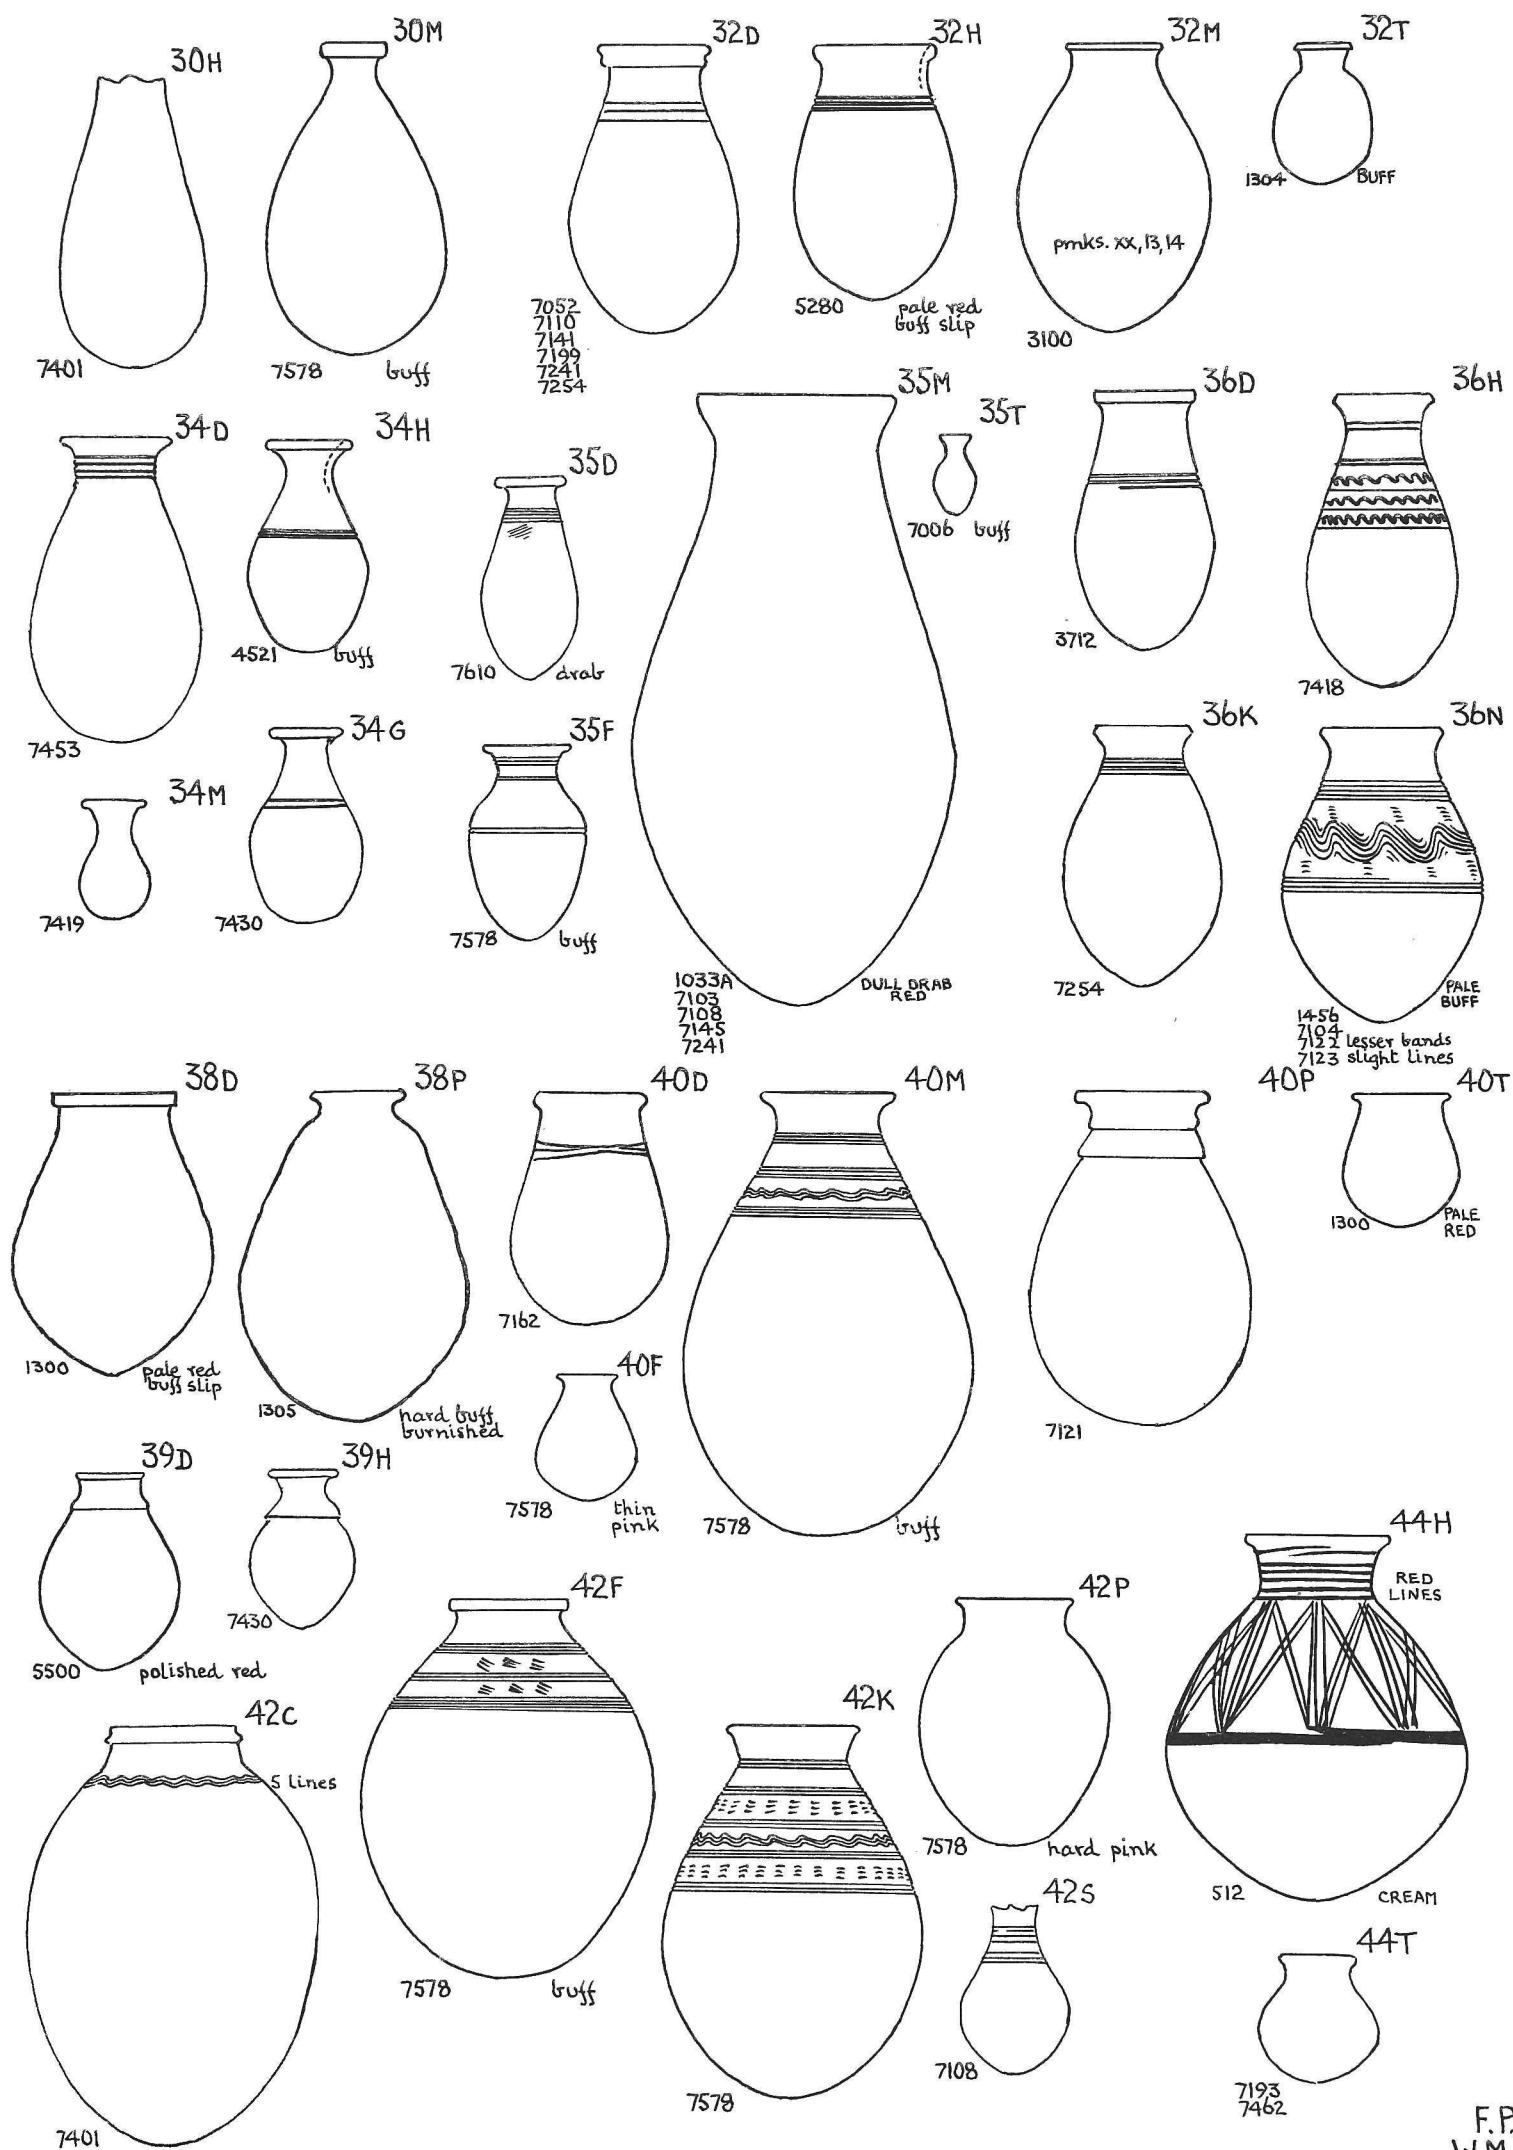 30H
7401
30M
7578 buff
32D
7052
7110
7141
7199
7241
7254
32H
5280 pale red
buff slip
32M
pmks. XX, 13, 14
3100
32T
1304 BUFF
34D
7453
34H
4521 buff
35D
7610 drab
35M
1033A DULL DRAB
7103 RED
7108
7145
7241
35T
7006 buff
36D
3712
36H
7418
34M
7419
34G
7430
35F
7578 buff
36K
7254
36N
PALE
BUFF
1456
7104
7122 lesser bands
7123 slight lines
38D
1300 pale red
buff slip
38P
1305 hard buff
burnished
40D
7162
40M
7578 buff
40P
7121
40T
1300 PALE
RED
40F
7578 thin
pink
39D
5500 polished red
39H
7430
42F
7578 buff
42P
7578 hard pink
44H
RED
LINES
512 CREAM
42C
5 lines
7401
42K
7578
42S
7108
44T
7193
7462
F.P.